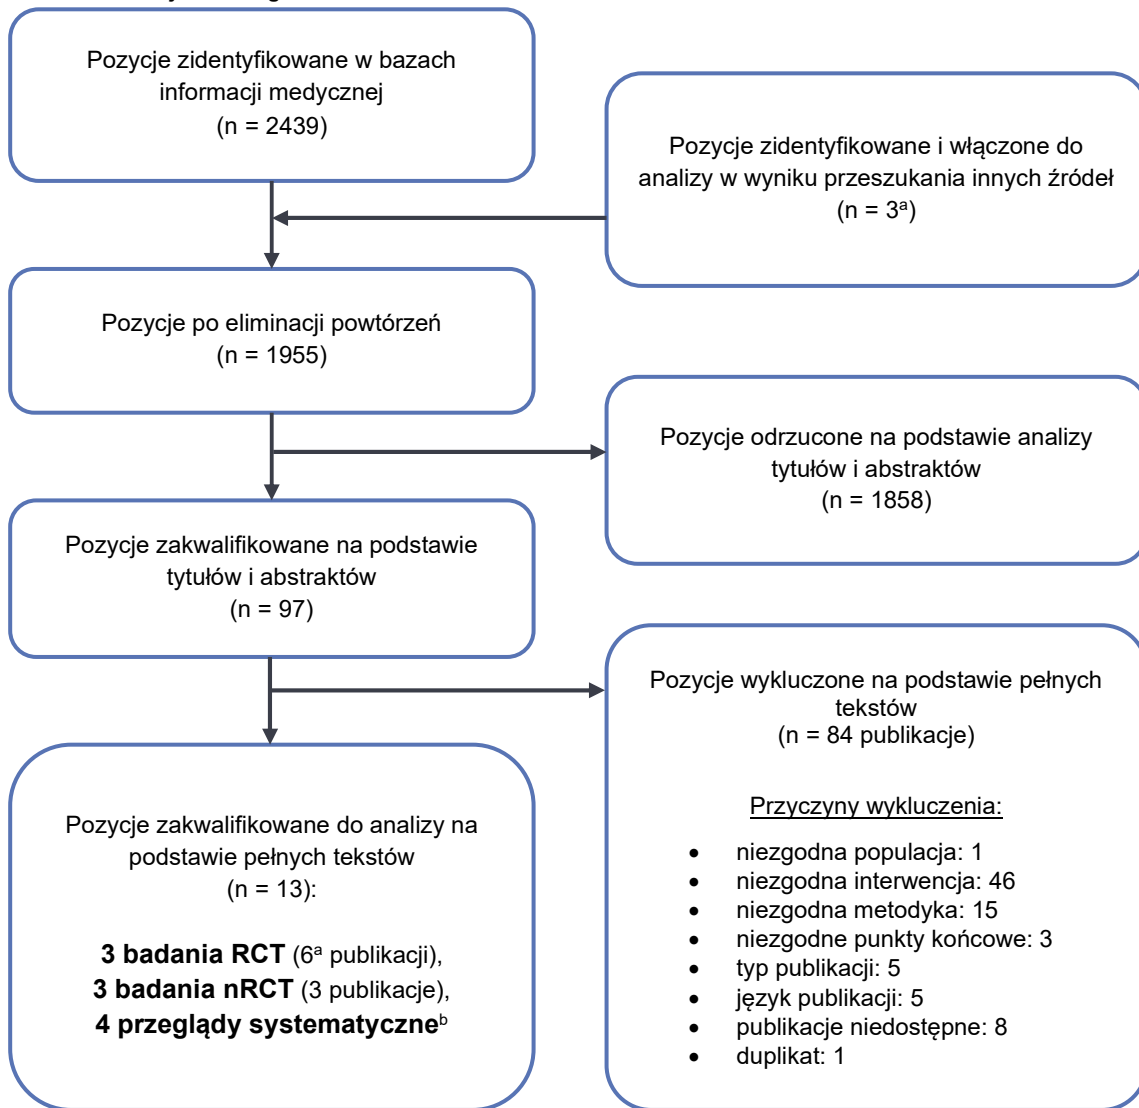 Pozycje zidentyfikowane w bazach
informacji medycznej
(n = 2439)
Pozycje zidentyfikowane i włączone do
analizy w wyniku przeszukania innych źródeł
(n = 3ᵃ)
Pozycje po eliminacji powtórzeń
(n = 1955)
Pozycje odrzucone na podstawie analizy
tytułów i abstraktów
(n = 1858)
Pozycje zakwalifikowane na podstawie
tytułów i abstraktów
(n = 97)
Pozycje wykluczone na podstawie pełnych
tekstów
(n = 84 publikacje)
Przyczyny wykluczenia:
• niezgodna populacja: 1
• niezgodna interwencja: 46
• niezgodna metodyka: 15
• niezgodne punkty końcowe: 3
• typ publikacji: 5
• język publikacji: 5
• publikacje niedostępne: 8
• duplikat: 1
Pozycje zakwalifikowane do analizy na
podstawie pełnych tekstów
(n = 13):
3 badania RCT (6ᵃ publikacji),
3 badania nRCT (3 publikacje),
4 przeglądy systematyczneᵇ